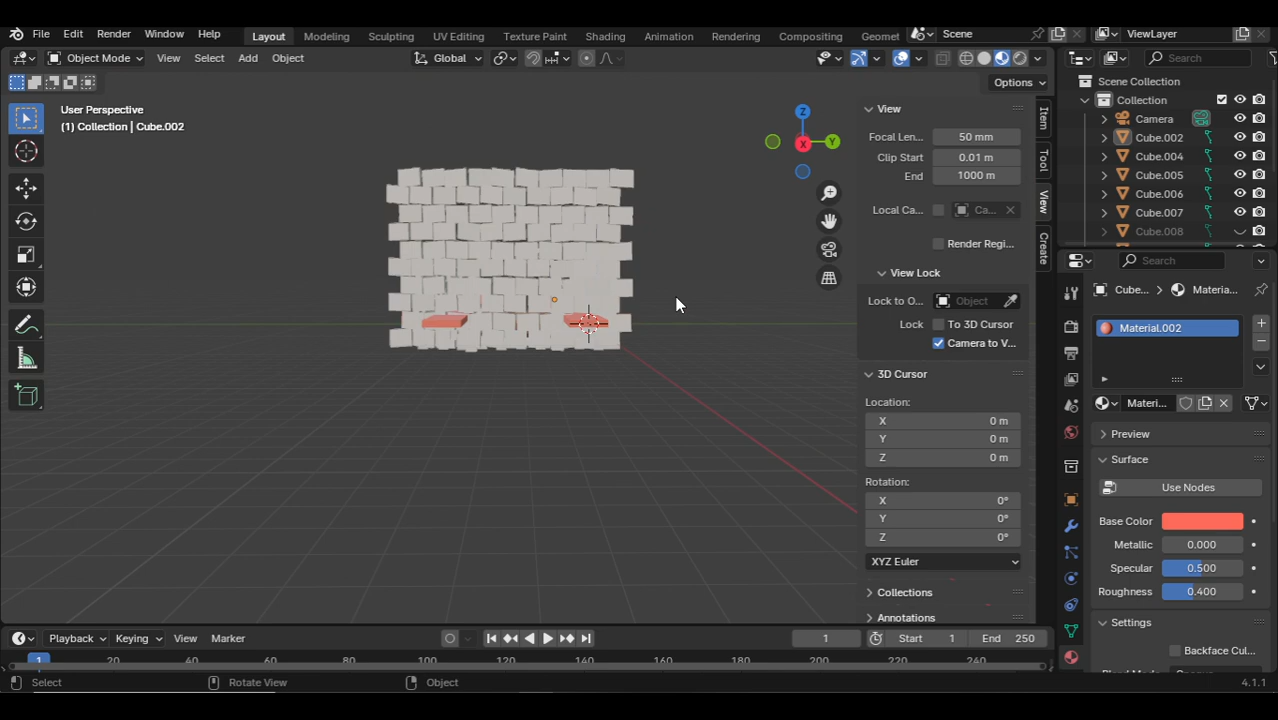 File Edit Render Window Help Layout Modeling Sculpting UV Editing Texture Paint Shading Animation Rendering Compositing Geomet Scene ViewLayer
Object Mode View Select Add Object Global Search
Options
User Perspective
(1) Collection | Cube.002
Z
Y
X
View
Focal Len... 50 mm
Clip Start 0.01 m
End 1000 m
Local Ca... Ca...
Render Regi...
View Lock
Lock to O... Object
Lock To 3D Cursor
Camera to V...
3D Cursor
Location:
X 0 m
Y 0 m
Z 0 m
Rotation:
X 0°
Y 0°
Z 0°
XYZ Euler
Collections
Annotations
Item
Tool
View
Create
Scene Collection
Collection
Camera
Cube.002
Cube.004
Cube.005
Cube.006
Cube.007
Cube.008
Search
Cube... Materia...
Material.002
Materi...
Preview
Surface
Use Nodes
Base Color
Metallic 0.000
Specular 0.500
Roughness 0.400
Settings
Backface Cul...
Playback Keying View Marker 1 Start 1 End 250
1 20 40 60 80 100 120 140 160 180 200 220 240
Select Rotate View Object 4.1.1